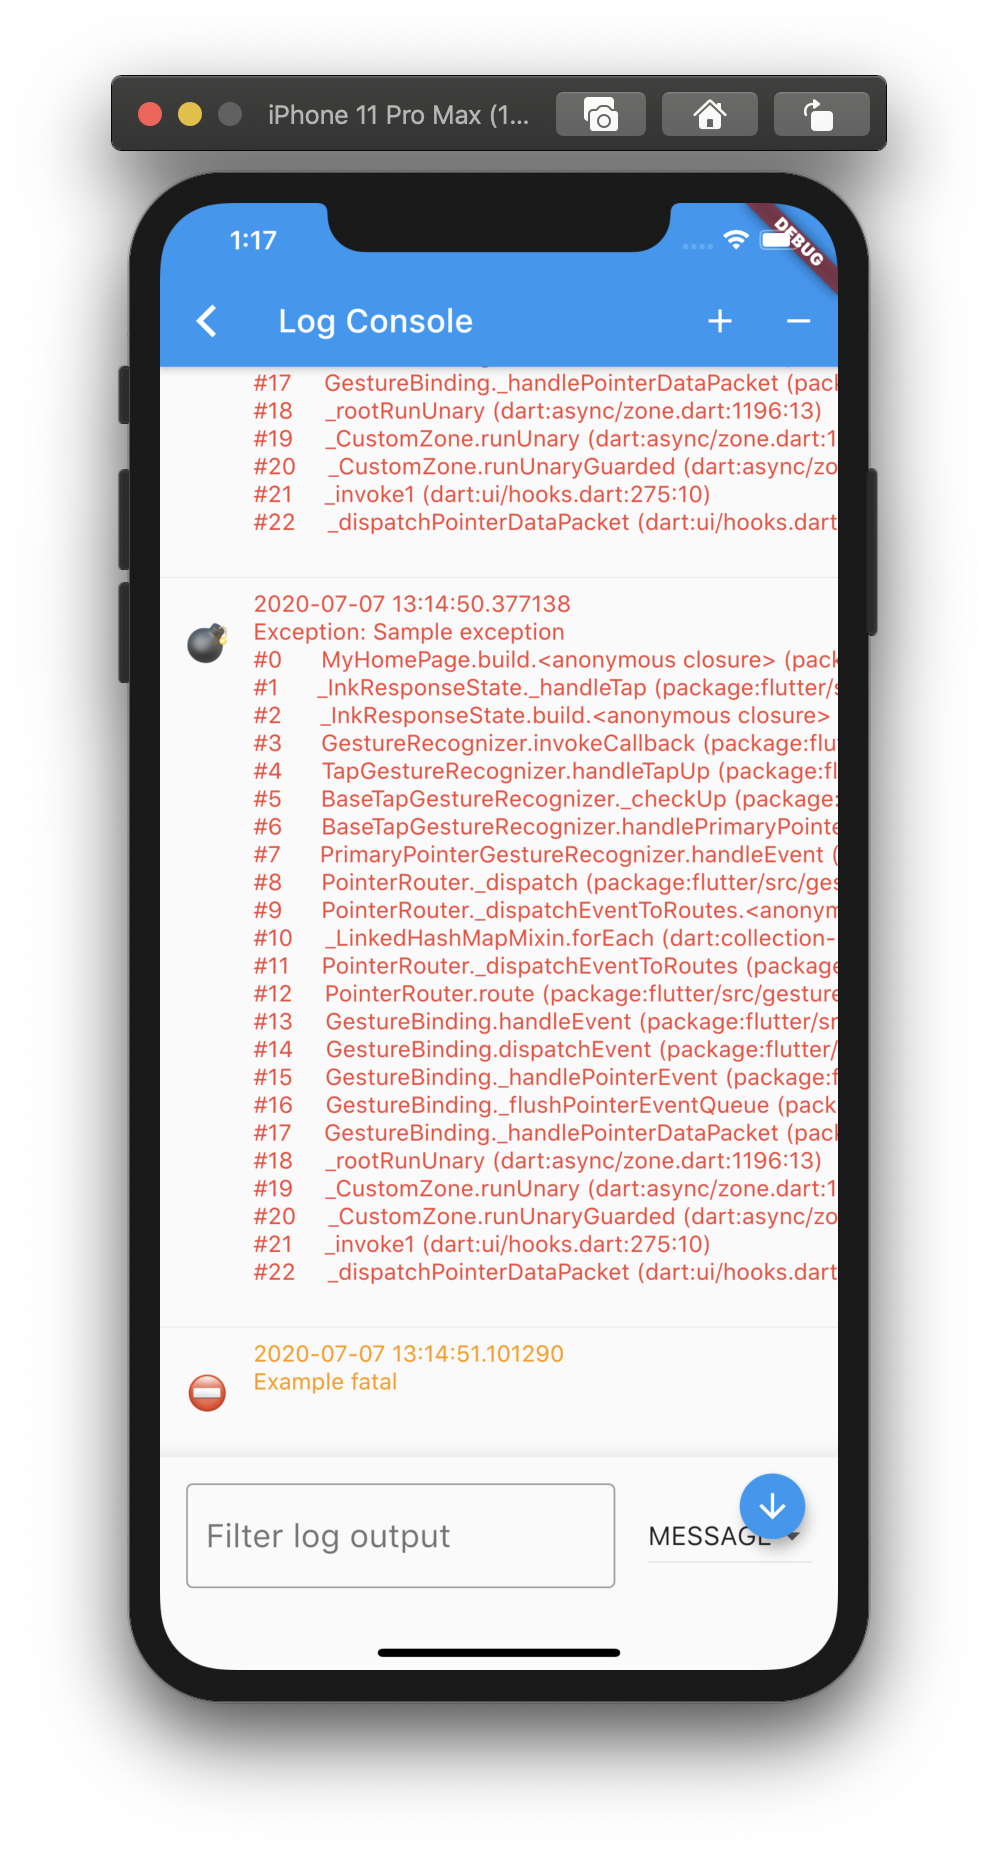 iPhone 11 Pro Max (1...
1:17
DEBUG
Log Console
#17 GestureBinding._handlePointerDataPacket (pack
#18 _rootRunUnary (dart:async/zone.dart:1196:13)
#19 _CustomZone.runUnary (dart:async/zone.dart:1
#20 _CustomZone.runUnaryGuarded (dart:async/zo
#21 _invoke1 (dart:ui/hooks.dart:275:10)
#22 _dispatchPointerDataPacket (dart:ui/hooks.dart
2020-07-07 13:14:50.377138
Exception: Sample exception
#0 MyHomePage.build.<anonymous closure> (pack
#1 _InkResponseState._handleTap (package:flutter/s
#2 _InkResponseState.build.<anonymous closure>
#3 GestureRecognizer.invokeCallback (package:flu
#4 TapGestureRecognizer.handleTapUp (package:fl
#5 BaseTapGestureRecognizer._checkUp (package:
#6 BaseTapGestureRecognizer.handlePrimaryPointe
#7 PrimaryPointerGestureRecognizer.handleEvent (
#8 PointerRouter._dispatch (package:flutter/src/ges
#9 PointerRouter._dispatchEventToRoutes.<anonym
#10 _LinkedHashMapMixin.forEach (dart:collection-
#11 PointerRouter._dispatchEventToRoutes (package
#12 PointerRouter.route (package:flutter/src/gesture
#13 GestureBinding.handleEvent (package:flutter/sr
#14 GestureBinding.dispatchEvent (package:flutter/
#15 GestureBinding._handlePointerEvent (package:f
#16 GestureBinding._flushPointerEventQueue (pack
#17 GestureBinding._handlePointerDataPacket (pack
#18 _rootRunUnary (dart:async/zone.dart:1196:13)
#19 _CustomZone.runUnary (dart:async/zone.dart:1
#20 _CustomZone.runUnaryGuarded (dart:async/zo
#21 _invoke1 (dart:ui/hooks.dart:275:10)
#22 _dispatchPointerDataPacket (dart:ui/hooks.dart
2020-07-07 13:14:51.101290
Example fatal
Filter log output
MESSAGE